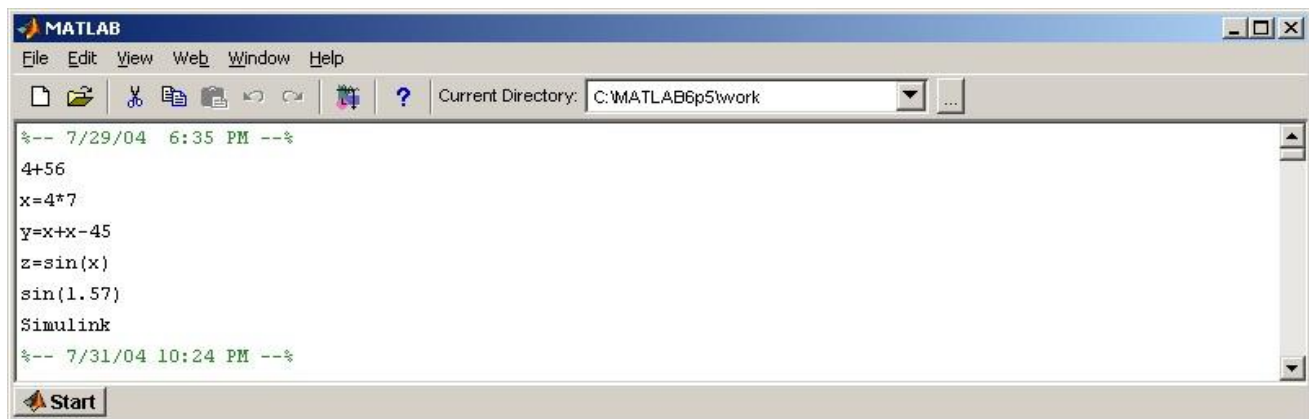 MATLAB
File Edit View Web Window Help
Current Directory: C:\MATLAB6p5\work ...
%-- 7/29/04 6:35 PM --%
4+56
x=4*7
y=x+x-45
z=sin(x)
sin(1.57)
Simulink
%-- 7/31/04 10:24 PM --%
Start